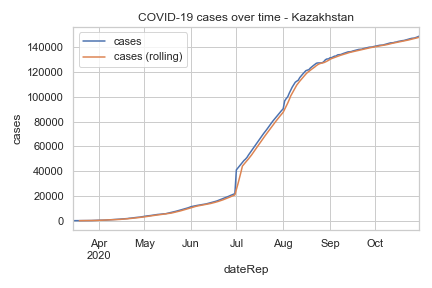 COVID-19 cases over time - Kazakhstan
cases
cases (rolling)
140000
120000
100000
80000
60000
40000
20000
0
cases
Apr May Jun Jul Aug Sep Oct
2020
dateRep